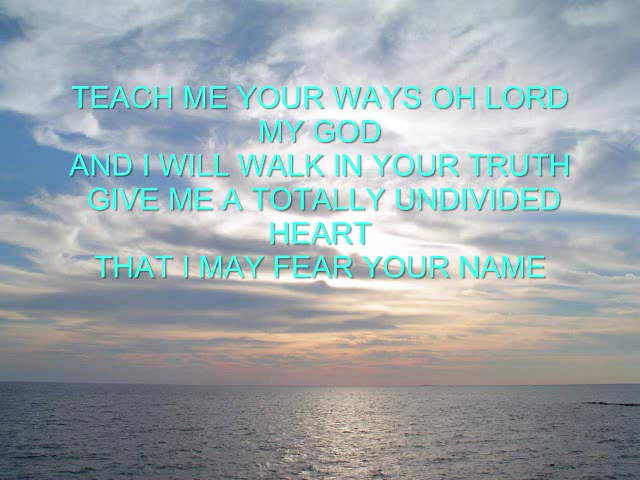 TEACH ME YOUR WAYS OH LORD
MY GOD
AND I WILL WALK IN YOUR TRUTH
GIVE ME A TOTALLY UNDIVIDED
HEART
THAT I MAY FEAR YOUR NAME